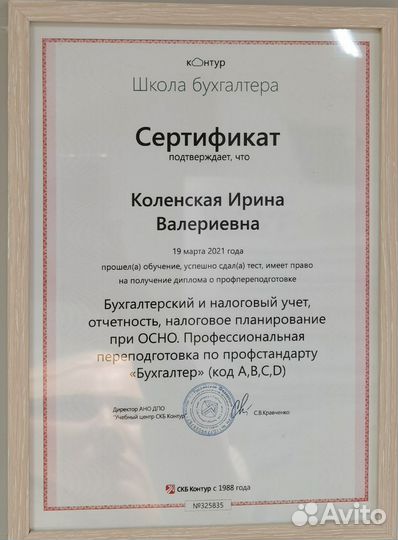 контур
Школа бухгалтера
Сертификат
подтверждает, что
Коленская Ирина
Валериевна
19 марта 2021 года
прошел(а) обучение, успешно сдал(а) тест, имеет право
на получение диплома о профпереподготовке
Бухгалтерский и налоговый учет,
отчетность, налоговое планирование
при ОСНО. Профессиональная
переподготовка по профстандарту
«Бухгалтер» (код A,B,C,D)
Директор АНО ДПО
"Учебный центр СКБ Контур"
С.В.Кравченко
СКБ Контур с 1988 года
№325835
Avito